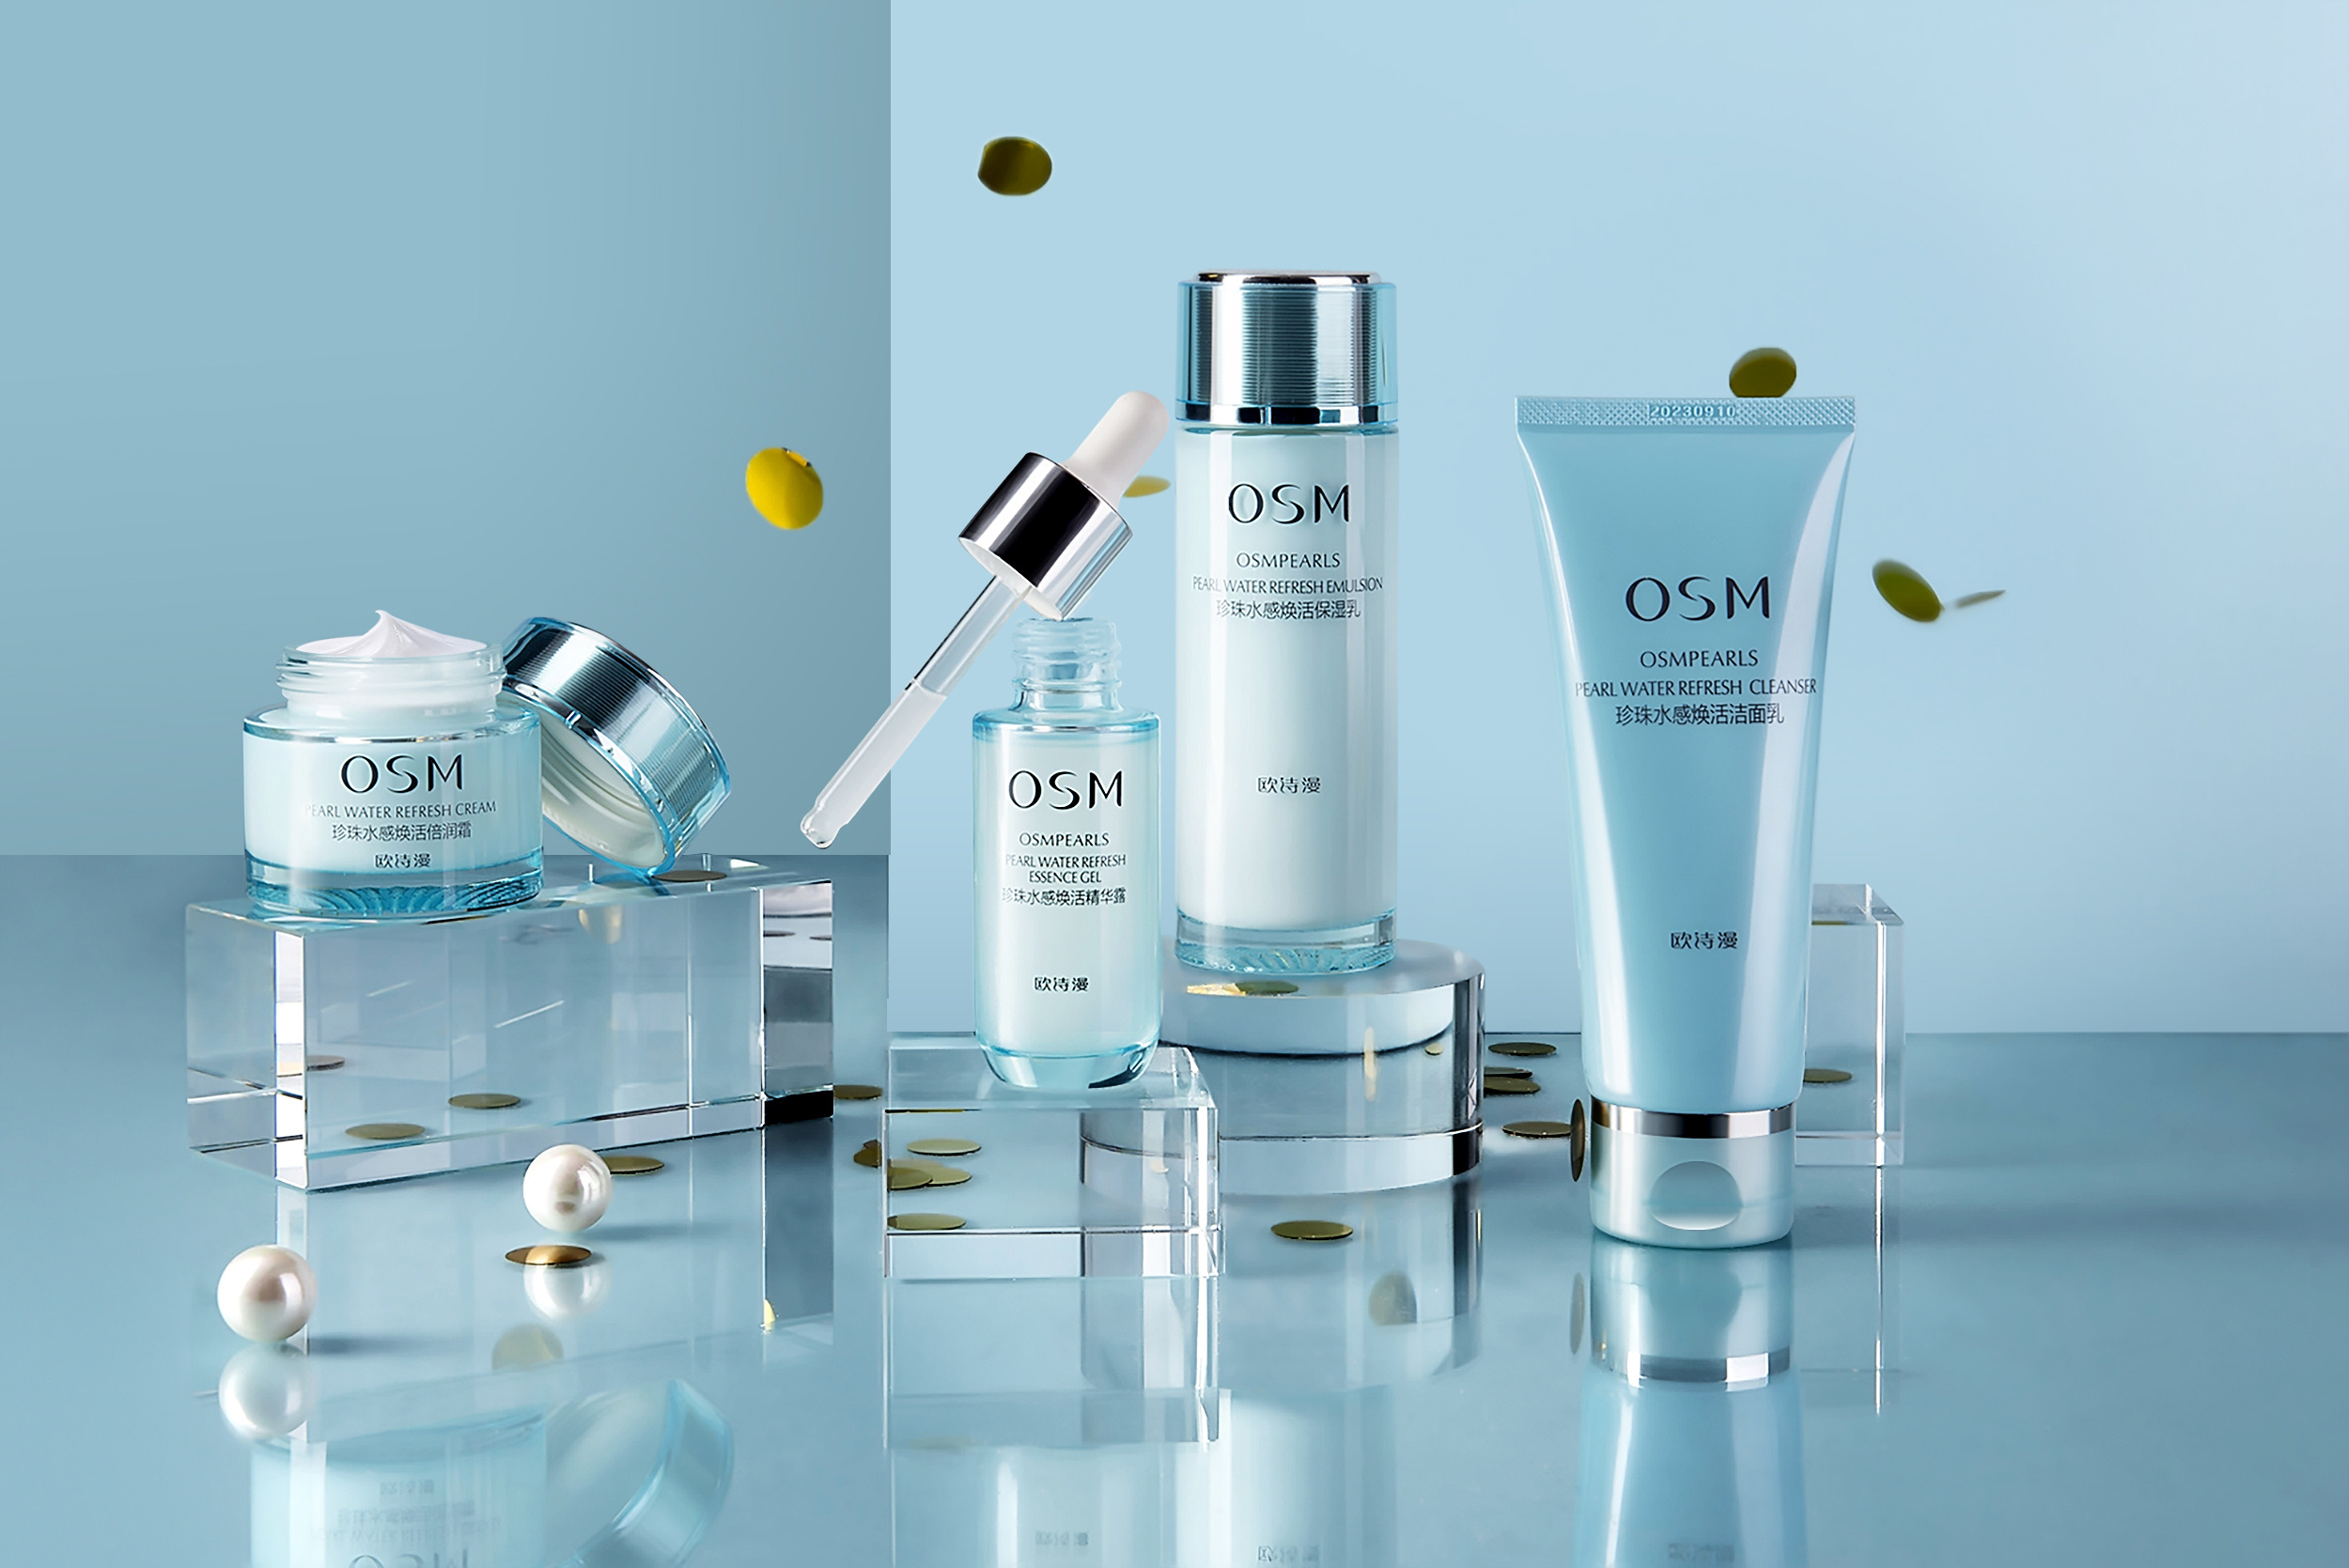 OSM
PEARL WATER REFRESH CREAM
珍珠水感焕活倍润霜
欧诗漫
OSM
OSMPEARLS
PEARL WATER REFRESH
ESSENCE GEL
珍珠水感焕活精华露
欧诗漫
OSM
OSMPEARLS
PEARL WATER REFRESH EMULSION
珍珠水感焕活保湿乳
欧诗漫
20230910
OSM
OSMPEARLS
PEARL WATER REFRESH CLEANSER
珍珠水感焕活洁面乳
欧诗漫